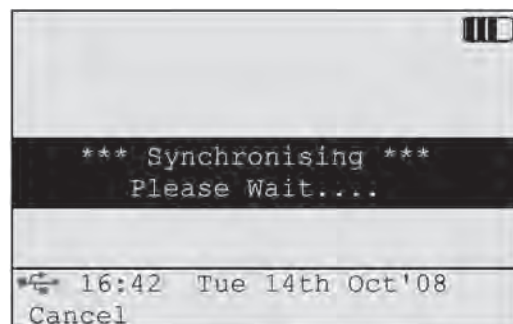 *** Synchronising ***
Please Wait....
16:42 Tue 14th Oct'08
Cancel